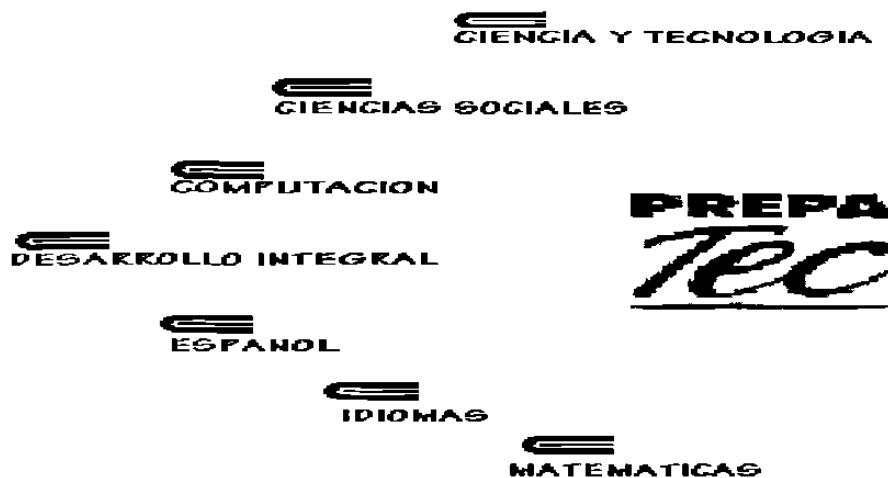 CIENCIA Y TECNOLOGIA
CIENCIAS SOCIALES
COMPUTACION
PREPA
Tec
DESARROLLO INTEGRAL
ESPANOL
IDIOMAS
MATEMATICAS